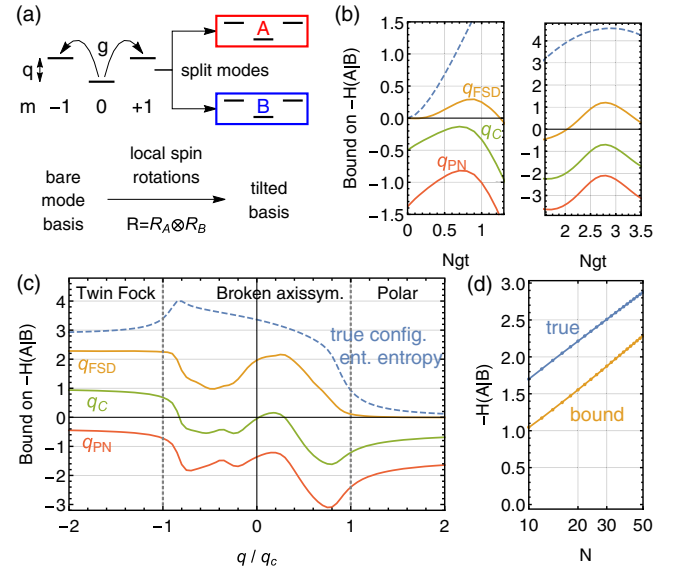 (a)
g
q
m −1 0 +1
A
split modes
B
local spin
rotations
bare
mode
basis
R=R_A⊗R_B
tilted
basis
(b)
Bound on −H(A|B)
1.5
1.0
0.5
0.0
−0.5
−1.0
−1.5
q_FSD
q_C
q_PN
0 0.5 1
Ngt
4
3
2
1
0
−1
−2
−3
2 2.5 3 3.5
Ngt
(c)
Bound on −H(A|B)
Twin Fock Broken axissym. Polar
4
3
2
1
0
−1
−2
−3
true config.
ent. entropy
q_FSD
q_C
q_PN
−2 −1 0 1 2
q / q_c
(d)
−H(A|B)
3.0
2.5
2.0
1.5
1.0
0.5
0.0
true
bound
10 20 30 50
N